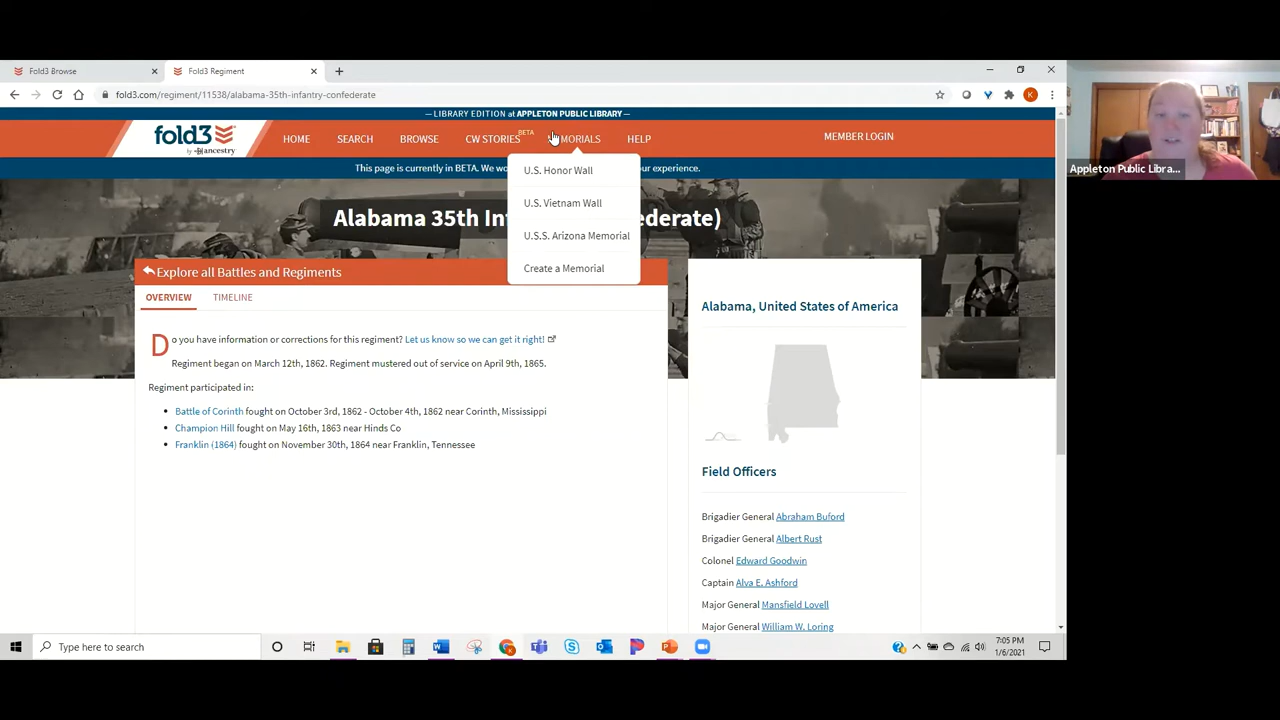 Fold3 Browse
Fold3 Regiment
fold3.com/regiment/11538/alabama-35th-infantry-confederate
— LIBRARY EDITION at APPLETON PUBLIC LIBRARY —
fold3
by ancestry
HOME
SEARCH
BROWSE
CW STORIES BETA
MORIALS
HELP
MEMBER LOGIN
This page is currently in BETA. We wo
r experience.
U.S. Honor Wall
U.S. Vietnam Wall
U.S.S. Arizona Memorial
Create a Memorial
Alabama 35th In
ederate)
Explore all Battles and Regiments
OVERVIEW
TIMELINE
Do you have information or corrections for this regiment? Let us know so we can get it right!
Regiment began on March 12th, 1862. Regiment mustered out of service on April 9th, 1865.
Regiment participated in:
Battle of Corinth fought on October 3rd, 1862 - October 4th, 1862 near Corinth, Mississippi
Champion Hill fought on May 16th, 1863 near Hinds Co
Franklin (1864) fought on November 30th, 1864 near Franklin, Tennessee
Alabama, United States of America
Field Officers
Brigadier General Abraham Buford
Brigadier General Albert Rust
Colonel Edward Goodwin
Captain Alva E. Ashford
Major General Mansfield Lovell
Major General William W. Loring
Appleton Public Libra...
Type here to search
7:05 PM
1/6/2021